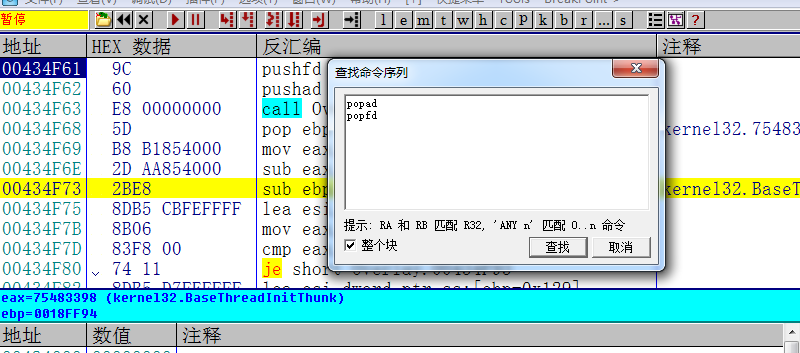 暂停 l e t m w h c p k b r ... s ?
地址 HEX 数据 反汇编 注释
00434F61 9C pushfd
00434F62 60 pushad
00434F63 E8 00000000 call
00434F68 5D pop ebp kernel32.75483
00434F69 B8 B1854000 mov eax
00434F6E 2D AA854000 sub eax
00434F73 2BE8 sub ebp kernel32.BaseT
00434F75 8DB5 CBFEFFFF lea esi
00434F7B 8B06 mov eax
00434F7D 83F8 00 cmp eax
00434F80 74 11 je short
查找命令序列
popad
popfd
提示: RA 和 RB 匹配 R32, 'ANY n' 匹配 0..n 命令
整个块
查找 取消
eax=75483398 (kernel32.BaseThreadInitThunk)
ebp=0018FF94
地址 数值 注释